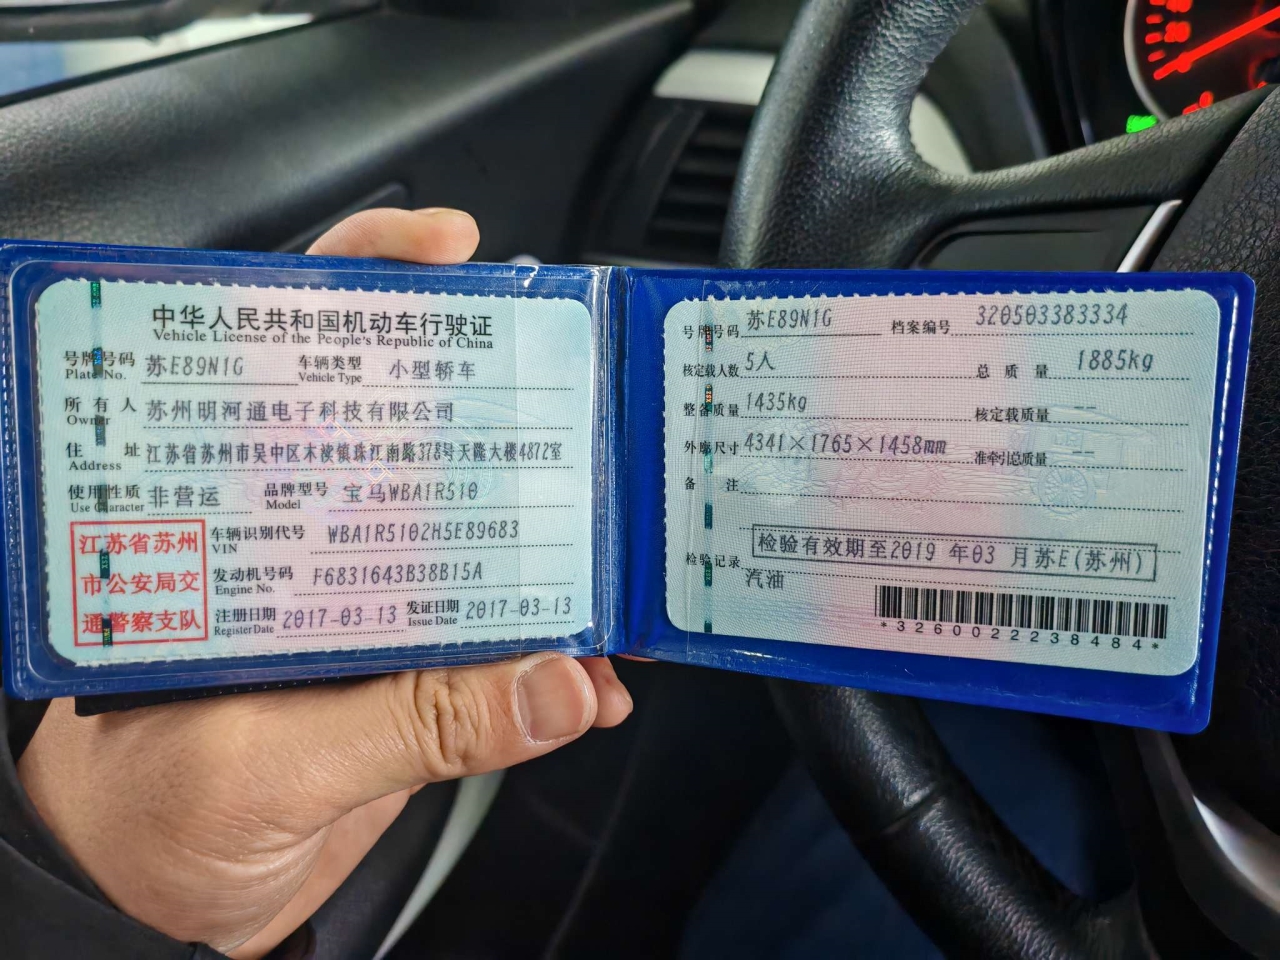 中华人民共和国机动车行驶证
Vehicle License of the People's Republic of China
号牌号码 苏E89N1G 车辆类型 小型轿车
Plate No. Vehicle Type
所有人 苏州明河通电子科技有限公司
Owner
住址 江苏省苏州市吴中区木渎镇珠江南路378号天隆大楼4872室
Address
使用性质 非营运 品牌型号 宝马WBA1R510
Use Character Model
江苏省苏州
市公安局交
通警察支队
车辆识别代号 WBA1R5102H5E89683
VIN
发动机号码 F6831643B38B15A
Engine No.
注册日期 2017-03-13 发证日期 2017-03-13
Register Date Issue Date
号牌号码 苏E89N1G 档案编号 320503383334
核定载人数 5人 总质量 1885kg
整备质量 1435kg 核定载质量 --
外廓尺寸 4341×1765×1458mm 准牵引总质量 --
备注
检验记录 检验有效期至2019年03月苏E(苏州)
汽油
*3260022238484*
20